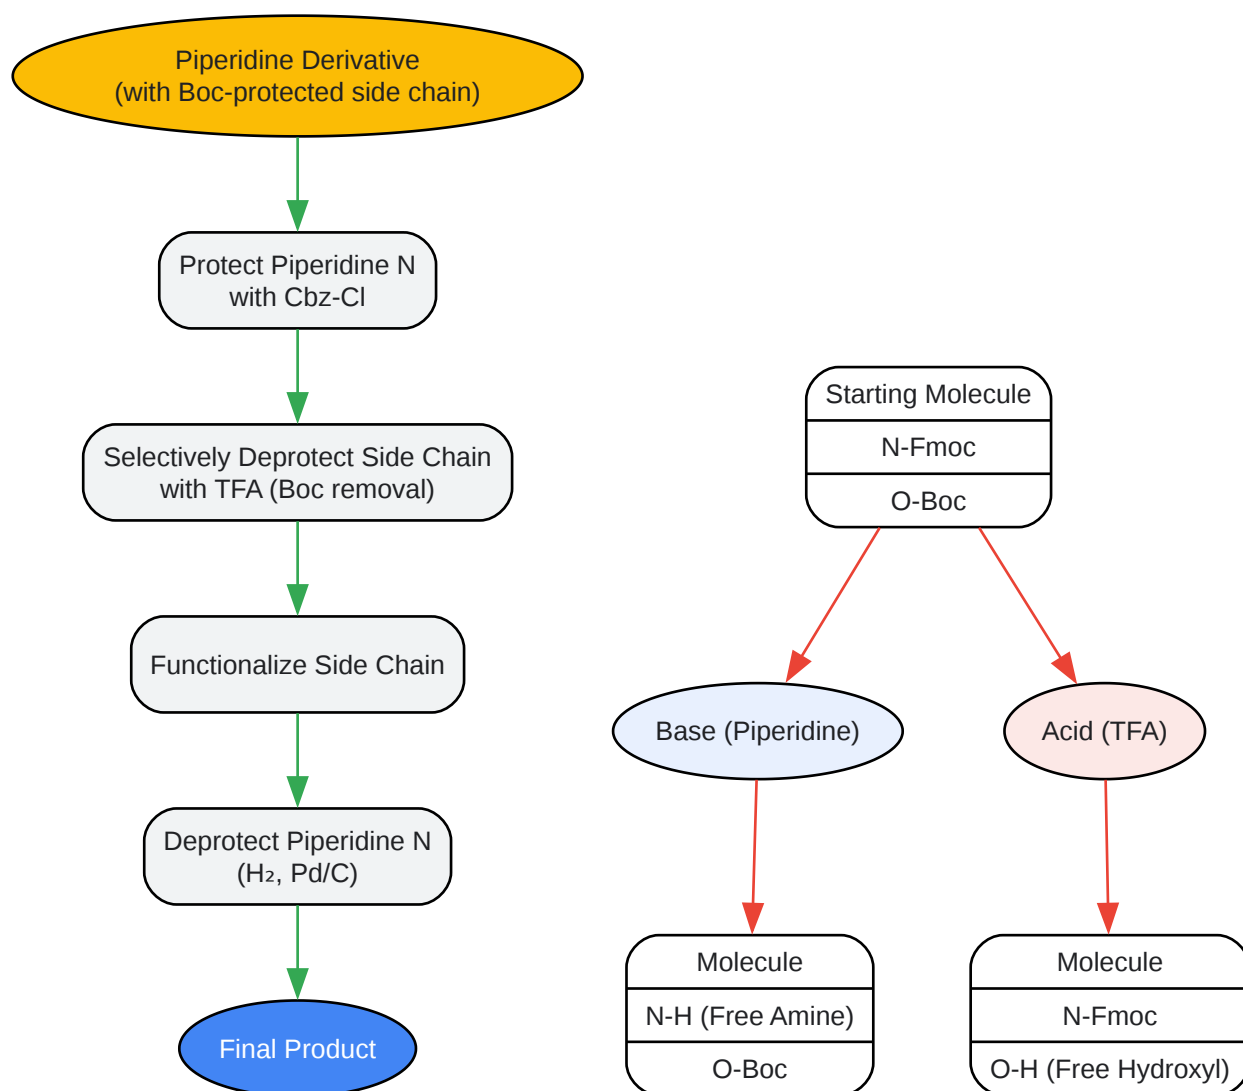 Piperidine Derivative
(with Boc-protected side chain)
Protect Piperidine N
with Cbz-Cl
Selectively Deprotect Side Chain
with TFA (Boc removal)
Functionalize Side Chain
Deprotect Piperidine N
(H₂, Pd/C)
Final Product
Starting Molecule
N-Fmoc
O-Boc
Base (Piperidine)
Acid (TFA)
Molecule
N-H (Free Amine)
O-Boc
Molecule
N-Fmoc
O-H (Free Hydroxyl)